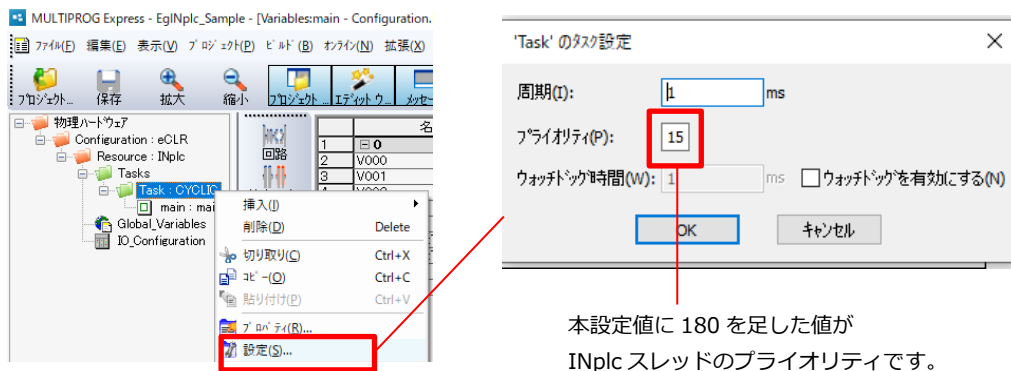 MULTIPROG Express - EgINplc_Sample - [Variables:main - Configuration.
ﾌｧｲﾙ(F) 編集(E) 表示(V) ﾌﾟﾛｼﾞｪｸﾄ(P) ﾋﾞﾙﾄﾞ(B) ｵﾝﾗｲﾝ(N) 拡張(X)
ﾌﾟﾛｼﾞｪｸﾄ... 保存 拡大 縮小 ﾌﾟﾛｼﾞｪｸﾄ ... ｴﾃﾞｨｯﾄ ｳ... ﾒｯｾｰ
物理ﾊｰﾄﾞｳｪｱ
Configuration : eCLR
Resource : INplc
Tasks
Task : CYCLIC
main : mai
Global_Variables
IO_Configuration
回路
名
1 0
2 V000
3 V001
4
挿入(I)
削除(D) Delete
切り取り(C) Ctrl+X
ｺﾋﾟｰ(O) Ctrl+C
貼り付け(P) Ctrl+V
ﾌﾟﾛﾊﾟﾃｨ(R)...
設定(S)...
'Task' のﾀｽｸ設定
周期(I): 1 ms
ﾌﾟﾗｲｵﾘﾃｨ(P): 15
ｳｫｯﾁﾄﾞｯｸﾞ時間(W): 1 ms ｳｫｯﾁﾄﾞｯｸﾞを有効にする(N)
OK ｷｬﾝｾﾙ
本設定値に 180 を足した値が
INplc スレッドのプライオリティです。